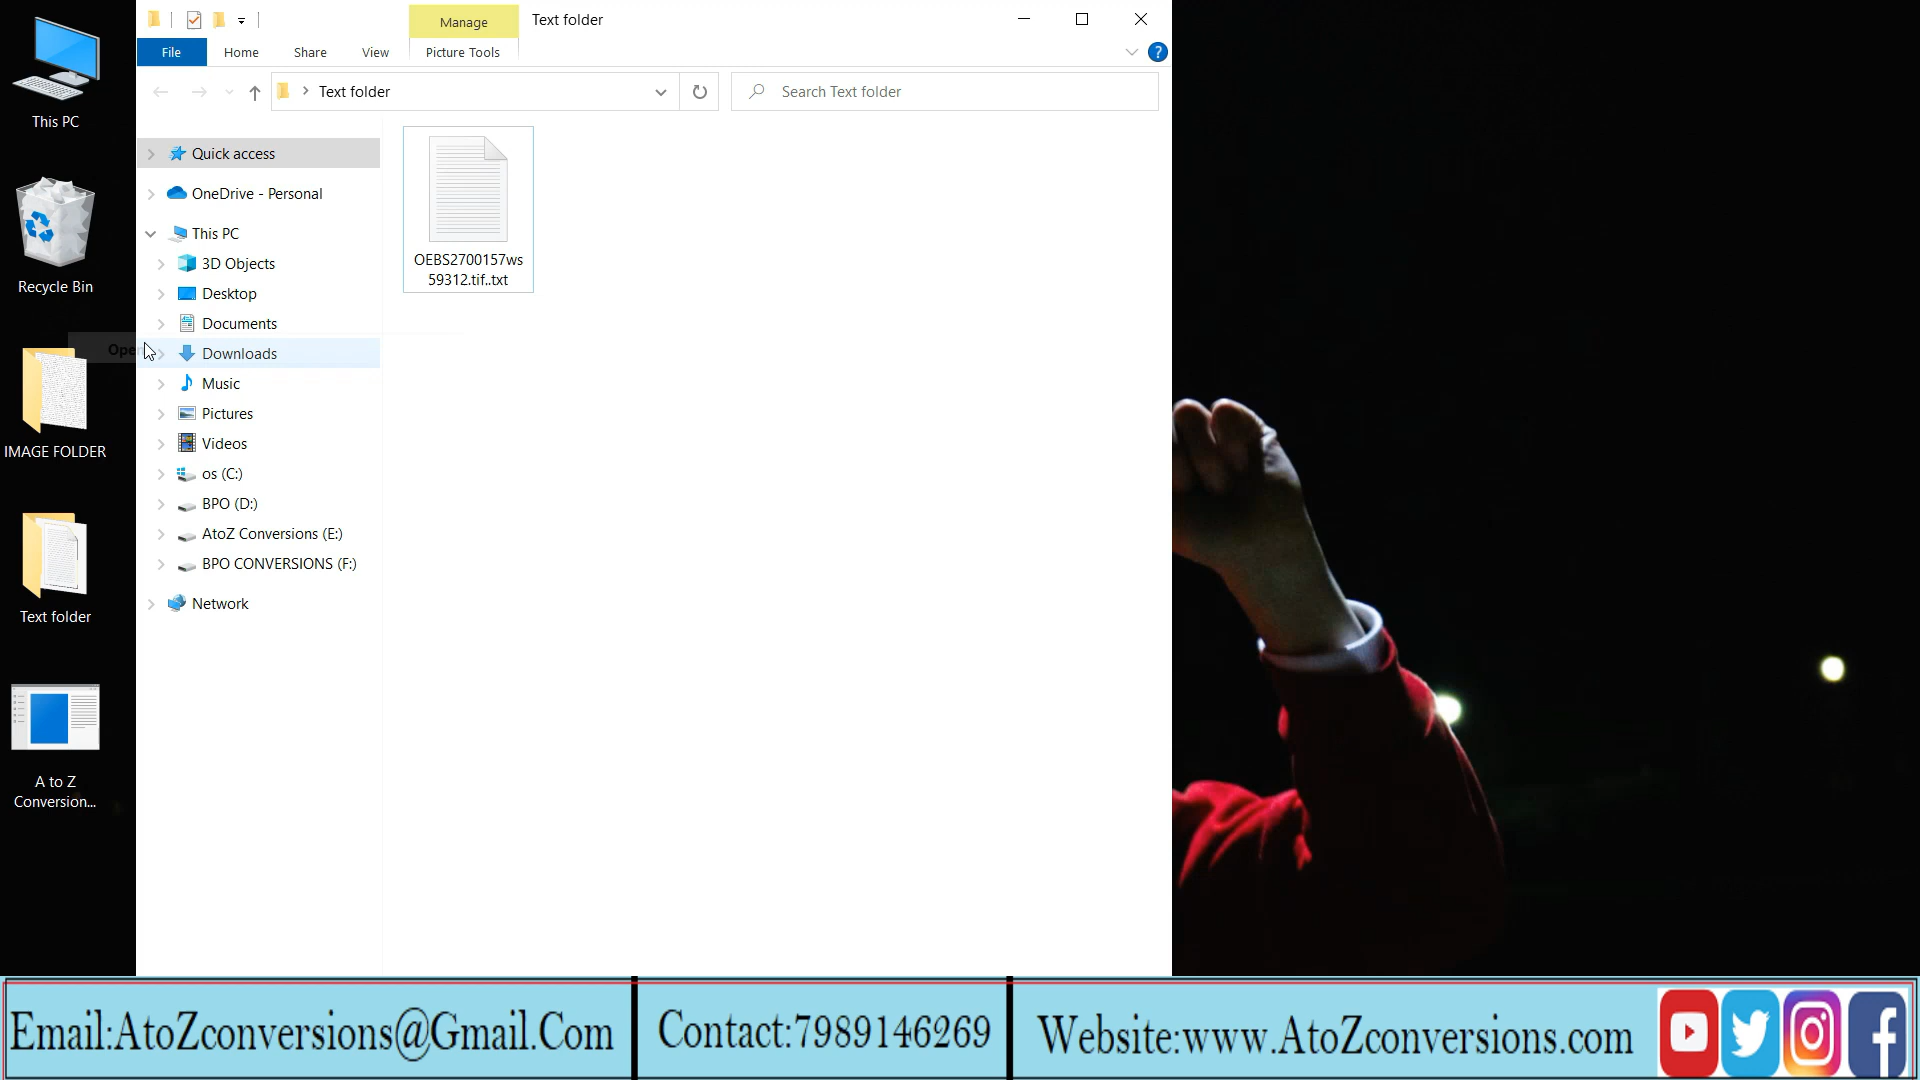 Manage
Text folder
File
Home
Share
View
Picture Tools
?
Text folder
Search Text folder
This PC
Recycle Bin
IMAGE FOLDER
Text folder
A to Z
Conversion...
Quick access
OneDrive - Personal
This PC
3D Objects
Desktop
Documents
Open
Downloads
Music
Pictures
Videos
os (C:)
BPO (D:)
AtoZ Conversions (E:)
BPO CONVERSIONS (F:)
Network
OEBS2700157ws
59312.tif..txt
Email:AtoZconversions@Gmail.Com
Contact:7989146269
Website:www.AtoZconversions.com